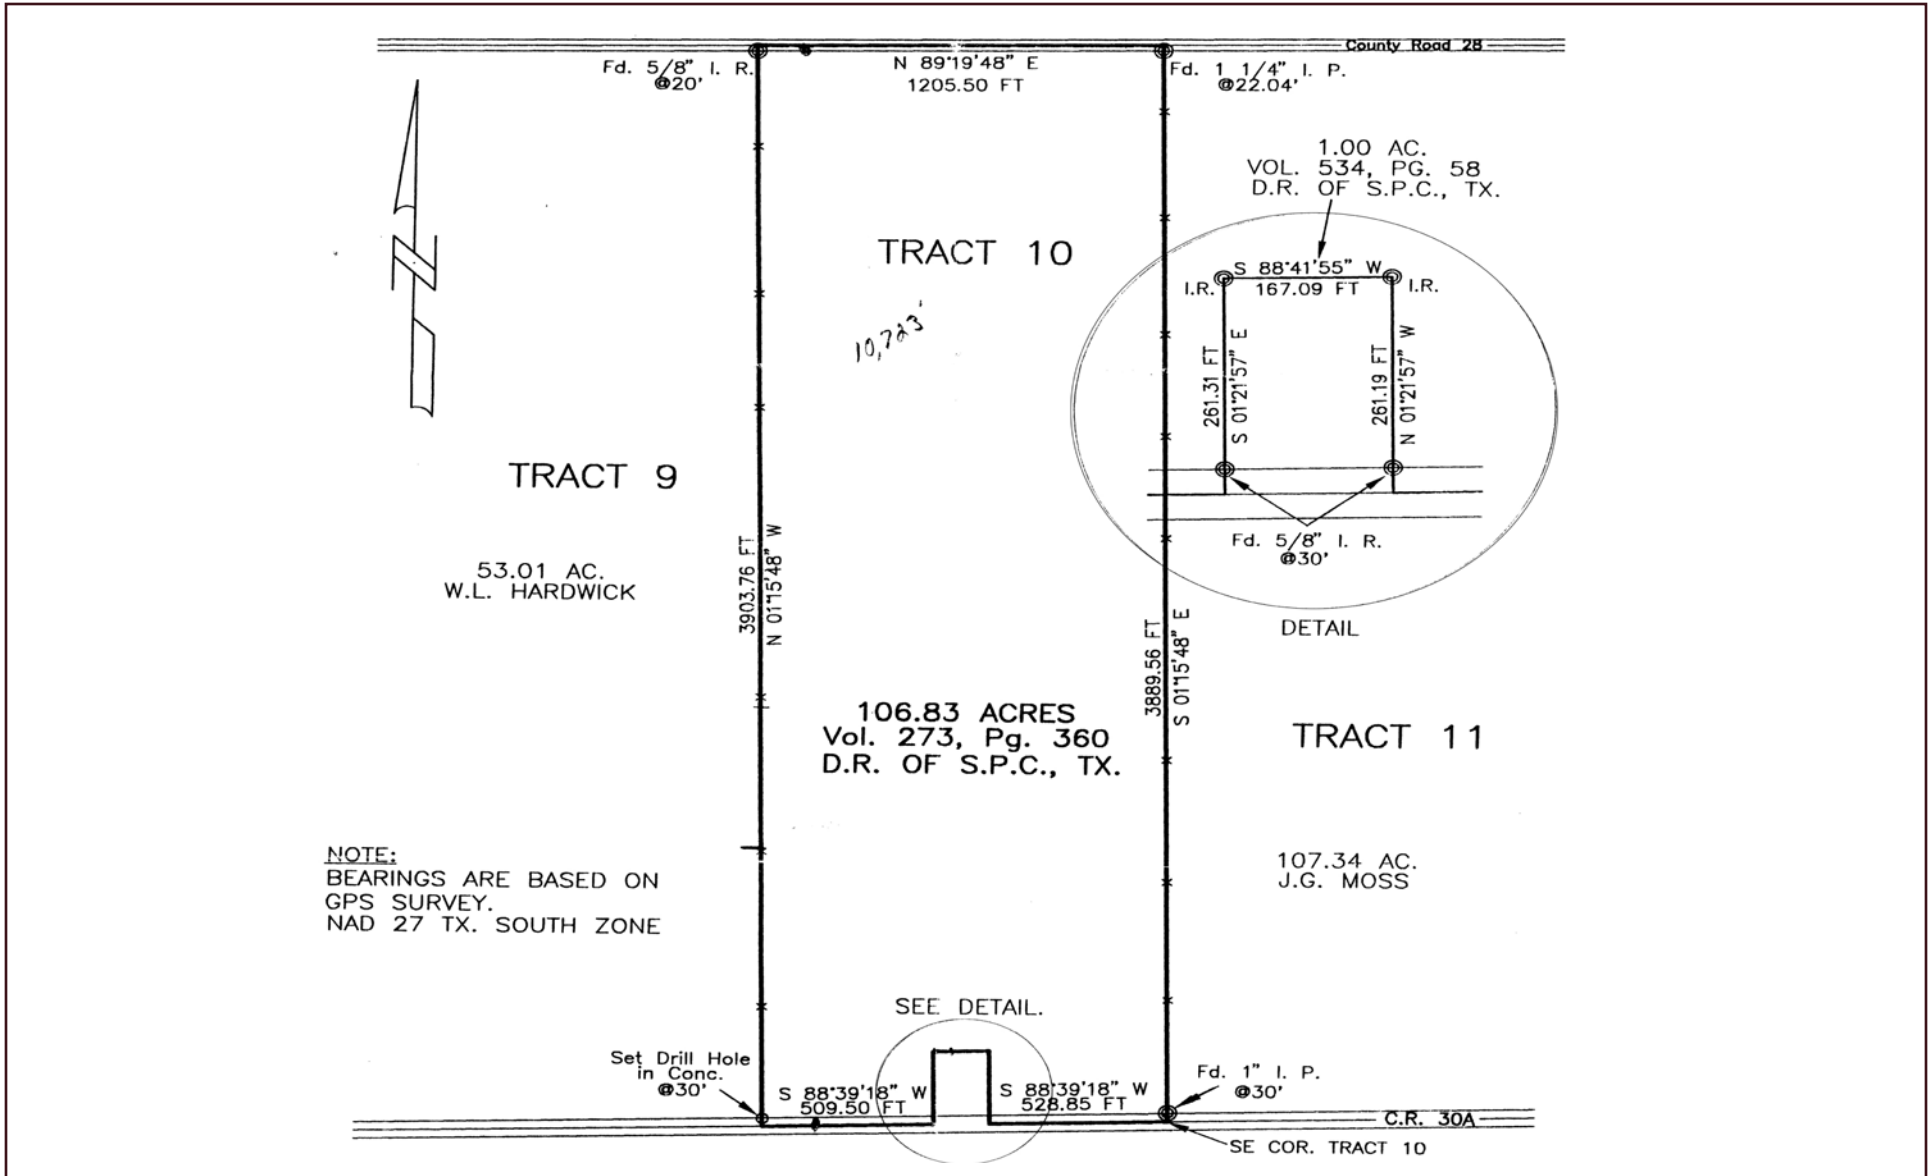 County Road 28
Fd. 5/8" I. R.
@20'
N 89°19'48" E
1205.50 FT
Fd. 1 1/4" I. P.
@22.04'
1.00 AC.
VOL. 534, PG. 58
D.R. OF S.P.C., TX.
N
TRACT 10
10,723'
S 88°41'55" W
167.09 FT
I.R.
I.R.
261.31 FT
S 01°21'57" E
261.19 FT
N 01°21'57" W
Fd. 5/8" I. R.
@30'
DETAIL
TRACT 9
53.01 AC.
W.L. HARDWICK
3903.76 FT
N 01°15'48" W
3889.56 FT
S 01°15'48" E
106.83 ACRES
Vol. 273, Pg. 360
D.R. OF S.P.C., TX.
TRACT 11
107.34 AC.
J.G. MOSS
NOTE:
BEARINGS ARE BASED ON
GPS SURVEY.
NAD 27 TX. SOUTH ZONE
SEE DETAIL.
Set Drill Hole
in Conc.
@30'
S 88°39'18" W
509.50 FT
S 88°39'18" W
528.85 FT
Fd. 1" I. P.
@30'
C.R. 30A
SE COR. TRACT 10